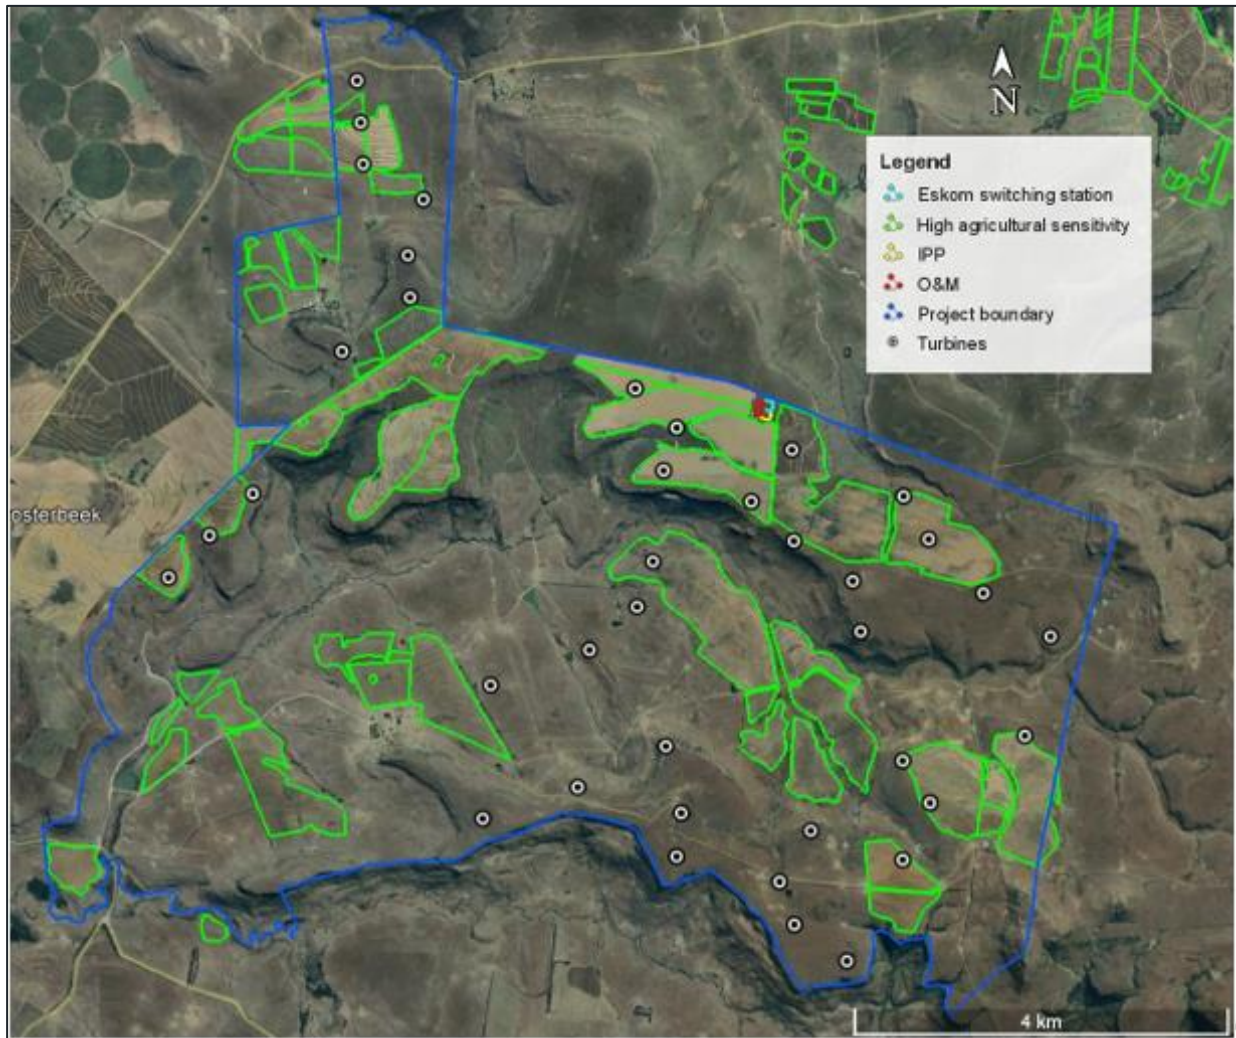 N
Legend
Eskom switching station
High agricultural sensitivity
IPP
O&M
Project boundary
Turbines
osterbeek
4 km